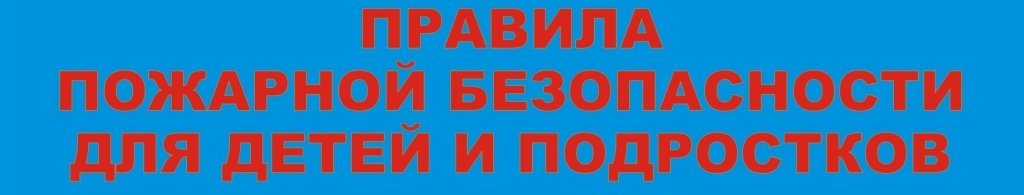 ПРАВИЛА
ПОЖАРНОЙ БЕЗОПАСНОСТИ
ДЛЯ ДЕТЕЙ И ПОДРОСТКОВ